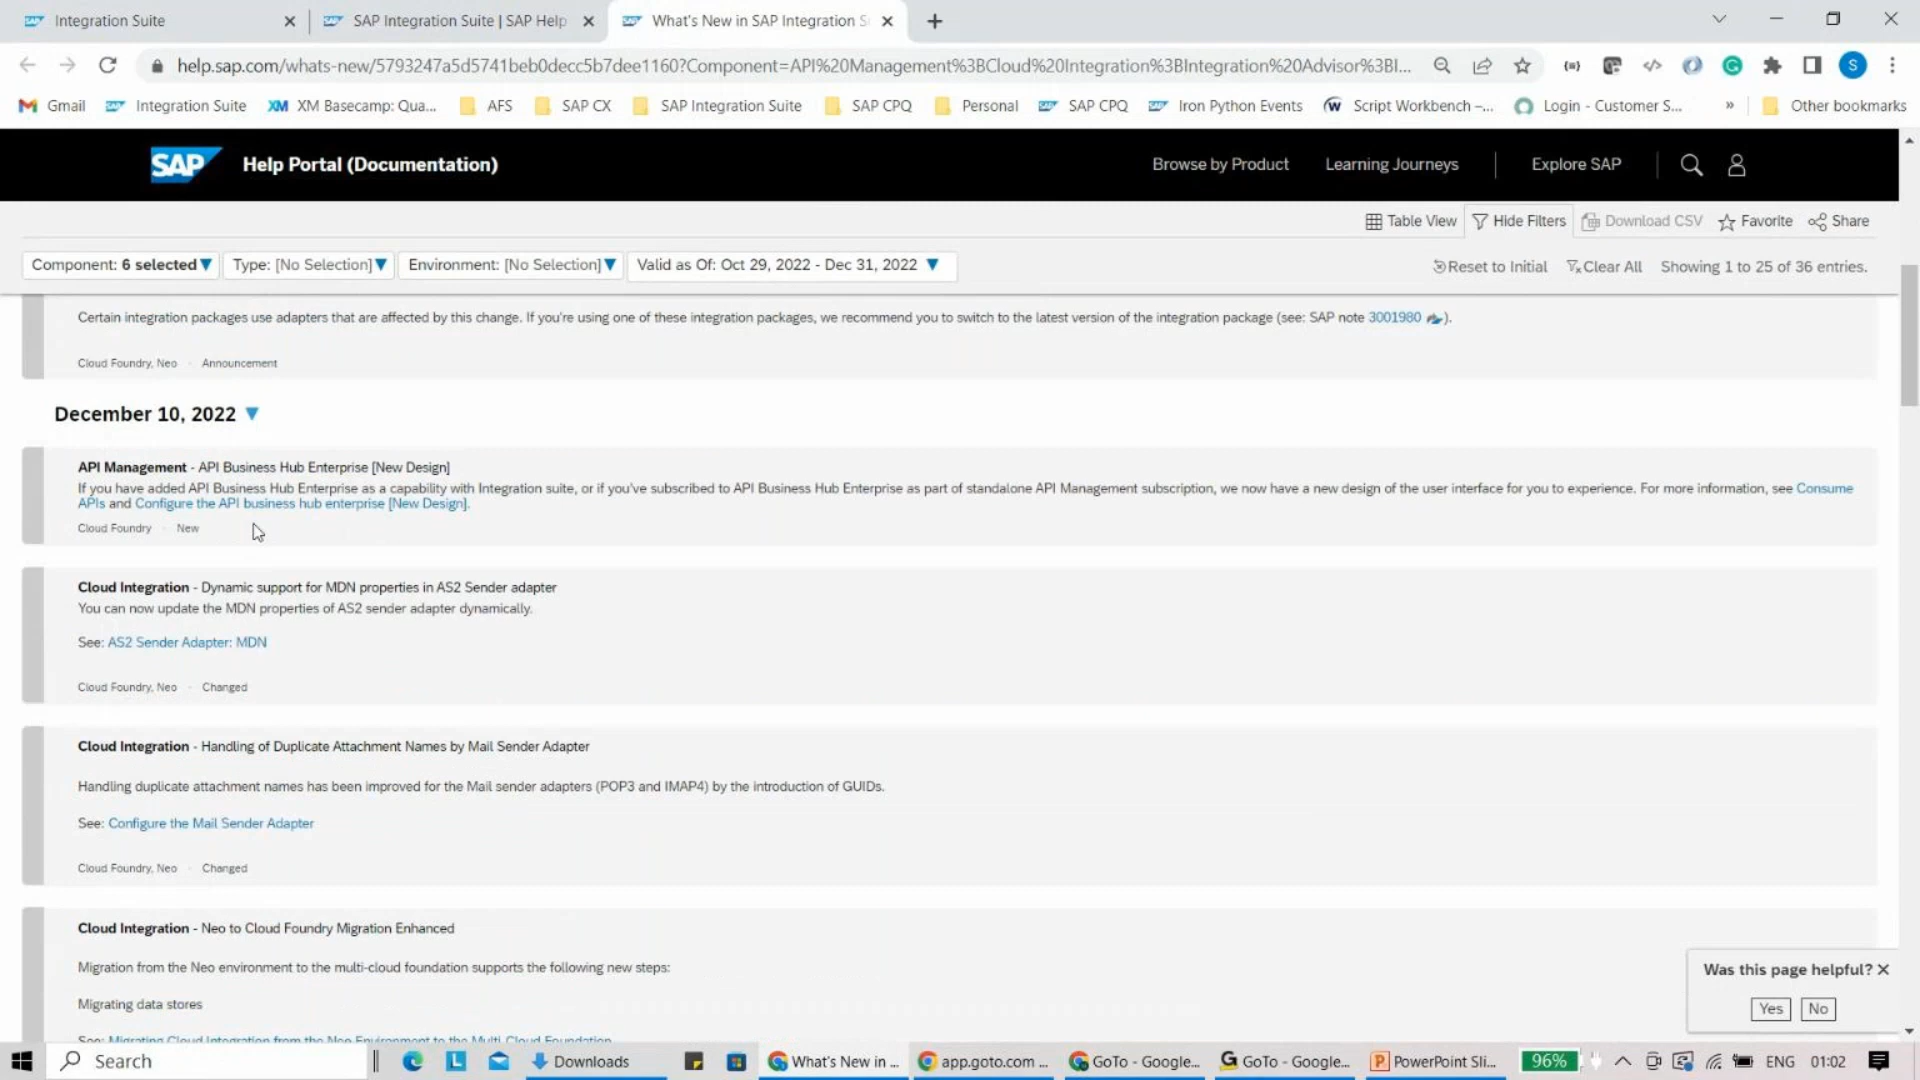 Integration Suite
SAP Integration Suite | SAP Help
What's New in SAP Integration S
help.sap.com/whats-new/5793247a5d5741beb0decc5b7dee1160?Component=API%20Management%3BCloud%20Integration%3BIntegration%20Advisor%3BI...
S
Gmail
Integration Suite
XM Basecamp: Qua...
AFS
SAP CX
SAP Integration Suite
SAP CPQ
Personal
SAP CPQ
Iron Python Events
Script Workbench –...
Login - Customer S...
»
Other bookmarks
SAP
Help Portal (Documentation)
Browse by Product
Learning Journeys
Explore SAP
Table View
Hide Filters
Download CSV
Favorite
Share
Component: 6 selected
Type: [No Selection]
Environment: [No Selection]
Valid as Of: Oct 29, 2022 - Dec 31, 2022
Reset to Initial
Clear All
Showing 1 to 25 of 36 entries.
Certain integration packages use adapters that are affected by this change. If you're using one of these integration packages, we recommend you to switch to the latest version of the integration package (see: SAP note 3001980 ).
Cloud Foundry, Neo · Announcement
December 10, 2022
API Management - API Business Hub Enterprise [New Design]
If you have added API Business Hub Enterprise as a capability with Integration suite, or if you've subscribed to API Business Hub Enterprise as part of standalone API Management subscription, we now have a new design of the user interface for you to experience. For more information, see Consume
APIs and Configure the API business hub enterprise [New Design].
Cloud Foundry · New
Cloud Integration - Dynamic support for MDN properties in AS2 Sender adapter
You can now update the MDN properties of AS2 sender adapter dynamically.
See: AS2 Sender Adapter: MDN
Cloud Foundry, Neo · Changed
Cloud Integration - Handling of Duplicate Attachment Names by Mail Sender Adapter
Handling duplicate attachment names has been improved for the Mail sender adapters (POP3 and IMAP4) by the introduction of GUIDs.
See: Configure the Mail Sender Adapter
Cloud Foundry, Neo · Changed
Cloud Integration - Neo to Cloud Foundry Migration Enhanced
Migration from the Neo environment to the multi-cloud foundation supports the following new steps:
Migrating data stores
See: Migrating Cloud Integration from the Neo Environment to the Multi-Cloud Foundation
Was this page helpful?
Yes
No
Search
Downloads
What's New in ...
app.goto.com ...
GoTo - Google...
GoTo - Google...
PowerPoint Sli...
96%
ENG
01:02